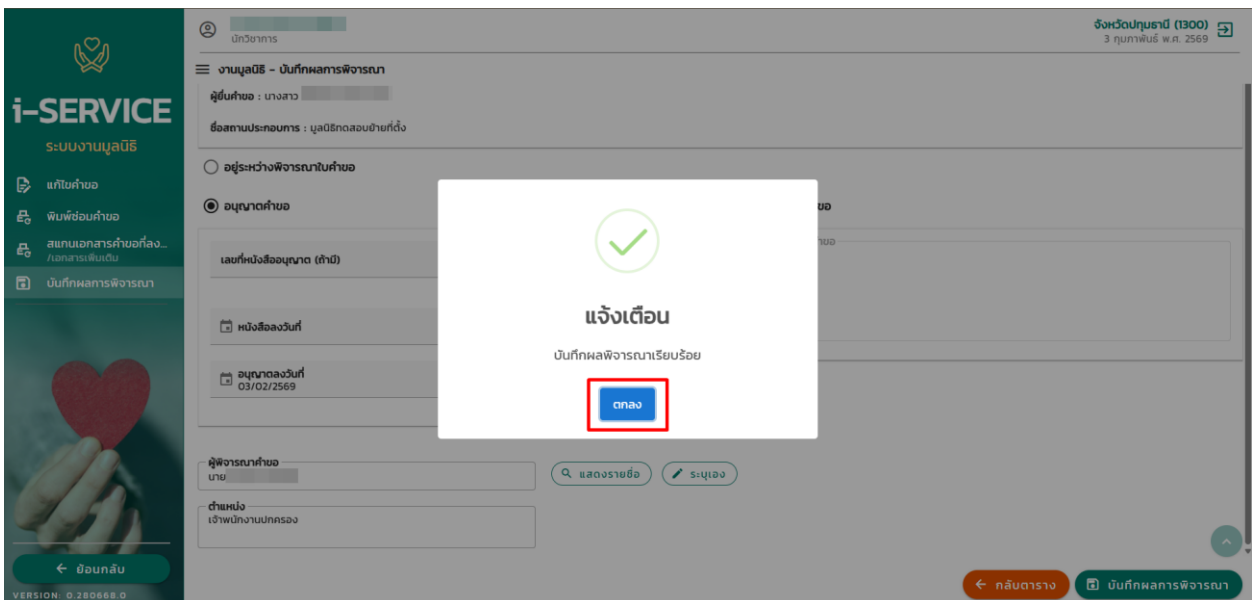 นักวิชาการ
จังหวัดปทุมธานี (1300)
3 กุมภาพันธ์ พ.ศ. 2569
i-SERVICE
ระบบงานมูลนิธิ
แก้ไขคำขอ
พิมพ์ซ่อมคำขอ
สแกนเอกสารคำขอที่ลง...
/เอกสารเพิ่มเติม
บันทึกผลการพิจารณา
งานมูลนิธิ - บันทึกผลการพิจารณา
ผู้ยื่นคำขอ : นางสาว
ชื่อสถานประกอบการ : มูลนิธิทดสอบย้ายที่ตั้ง
อยู่ระหว่างพิจารณาใบคำขอ
อนุญาตคำขอ
ขอ
เลขที่หนังสืออนุญาต (ถ้ามี)
หนังสือลงวันที่
อนุญาตลงวันที่
03/02/2569
แจ้งเตือน
บันทึกผลพิจารณาเรียบร้อย
ตกลง
ผู้พิจารณาคำขอ
นาย
แสดงรายชื่อ
ระบุเอง
ตำแหน่ง
เจ้าพนักงานปกครอง
ย้อนกลับ
VERSION: 0.280668.0
กลับตาราง
บันทึกผลการพิจารณา